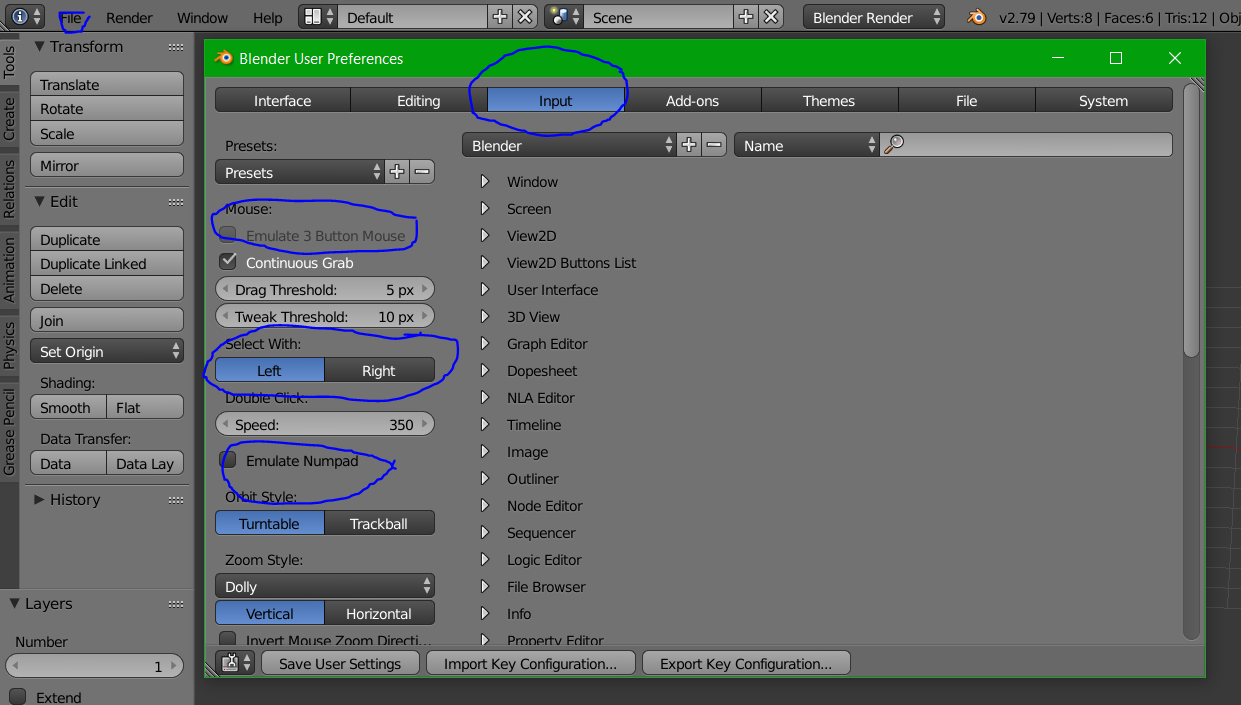 File Render Window Help Default Scene Blender Render v2.79 | Verts:8 | Faces:6 | Tris:12 | Obj
Tools
Create
Relations
Animation
Physics
Grease Pencil
Transform
Translate
Rotate
Scale
Mirror
Edit
Duplicate
Duplicate Linked
Delete
Join
Set Origin
Shading:
Smooth Flat
Data Transfer:
Data Data Lay
History
Layers
Number
1
Extend
Blender User Preferences
Interface Editing Input Add-ons Themes File System
Presets:
Presets
Mouse:
Emulate 3 Button Mouse
Continuous Grab
Drag Threshold: 5 px
Tweak Threshold: 10 px
Select With:
Left Right
Double Click:
Speed: 350
Emulate Numpad
Orbit Style:
Turntable Trackball
Zoom Style:
Dolly
Vertical Horizontal
Invert Mouse Zoom Directi...
Blender Name
Window
Screen
View2D
View2D Buttons List
User Interface
3D View
Graph Editor
Dopesheet
NLA Editor
Timeline
Image
Outliner
Node Editor
Sequencer
Logic Editor
File Browser
Info
Property Editor
Save User Settings Import Key Configuration... Export Key Configuration...